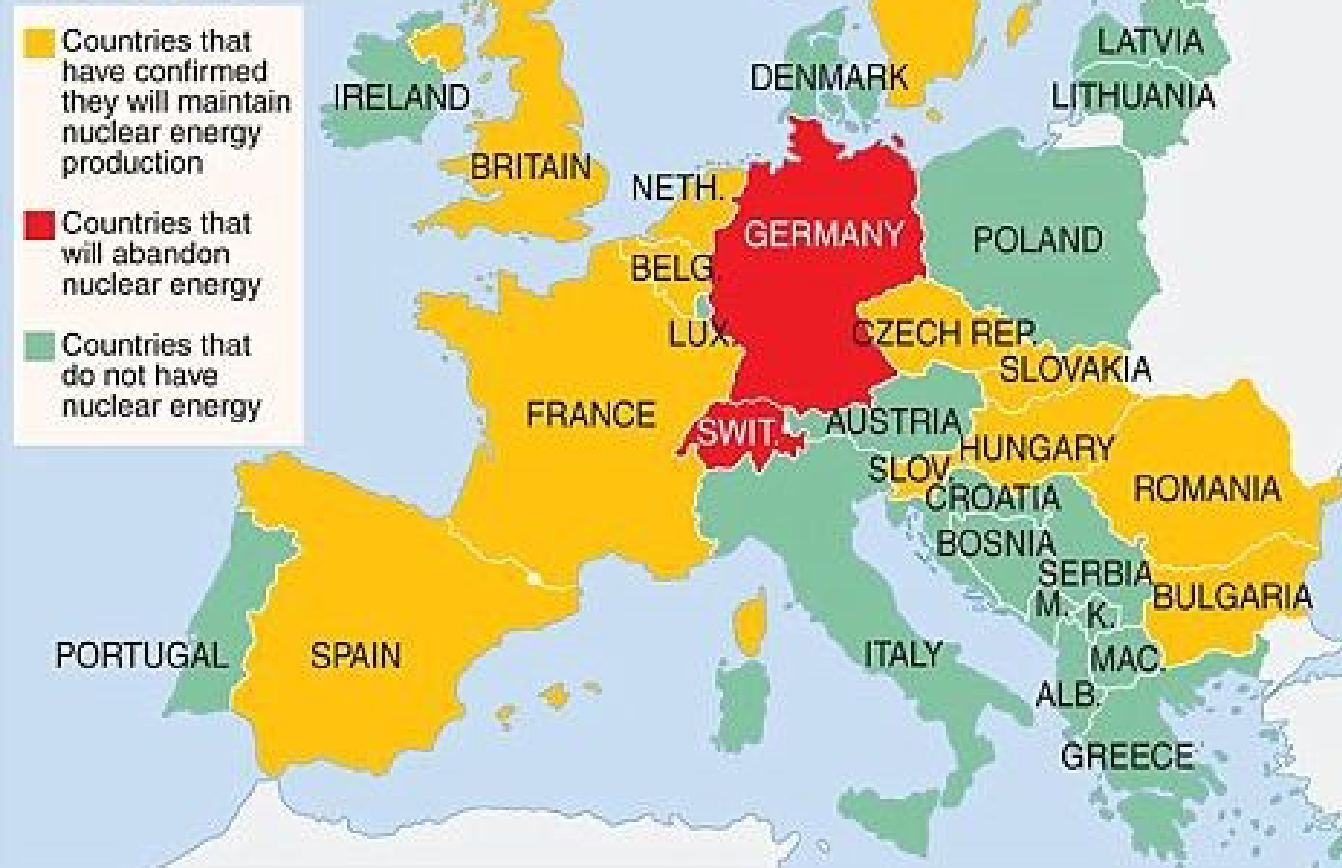 Countries that
have confirmed
they will maintain
nuclear energy
production
Countries that
will abandon
nuclear energy
Countries that
do not have
nuclear energy
LATVIA
DENMARK
IRELAND
LITHUANIA
BRITAIN
NETH.
GERMANY
POLAND
BELG.
LUX.
CZECH REP.
SLOVAKIA
FRANCE
AUSTRIA
SWIT.
HUNGARY
SLOV.
ROMANIA
CROATIA
BOSNIA
SERBIA
BULGARIA
M.
K.
PORTUGAL
SPAIN
ITALY
MAC.
ALB.
GREECE